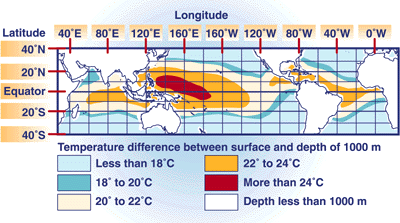 Longitude
Latitude 40°E 80°E 120°E 160°E 160°W 120°W 80°W 40°W 0°W
40°N
20°N
Equator
20°S
40°S
Temperature difference between surface and depth of 1000 m
Less than 18°C 22° to 24°C
18° to 20°C More than 24°C
20° to 22°C Depth less than 1000 m